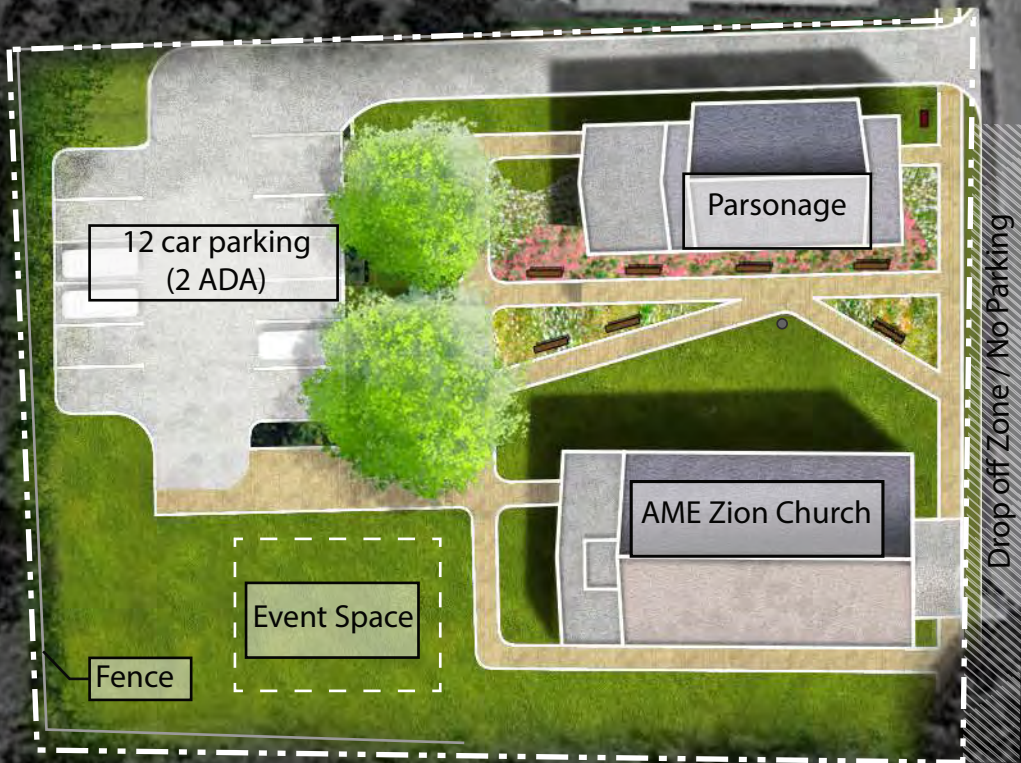 Parsonage
12 car parking
(2 ADA)
Drop off Zone / No Parking
AME Zion Church
Event Space
Fence